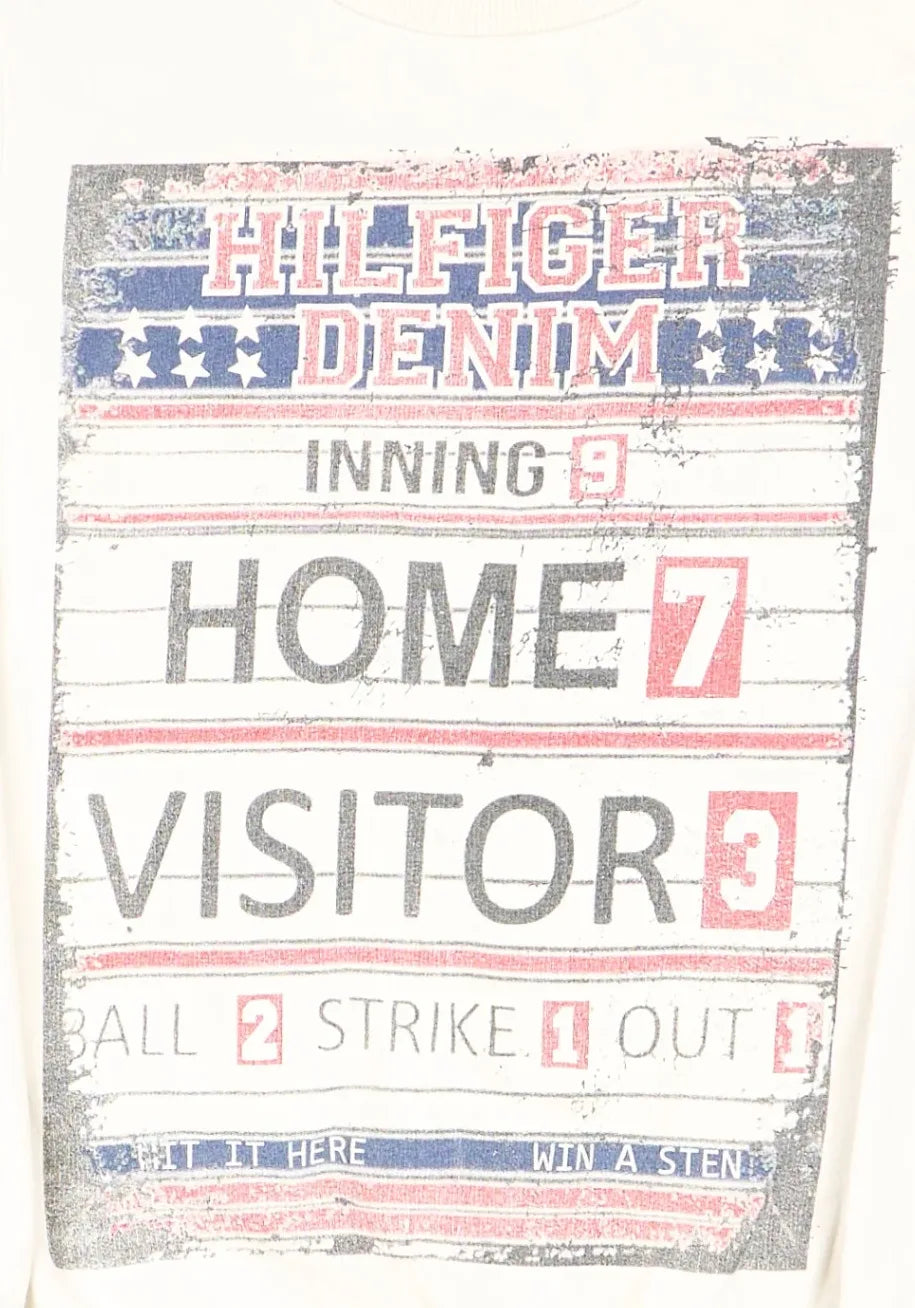 HILFIGER
DENIM
INNING 9
HOME 7
VISITOR 3
BALL 2 STRIKE 1 OUT 1
HIT IT HERE WIN A STEN